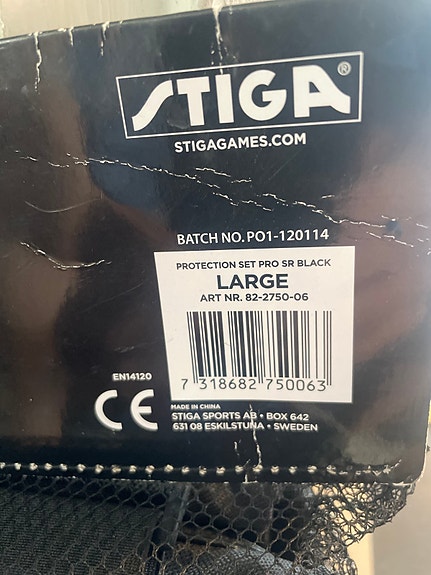 STIGA®
STIGAGAMES.COM
BATCH NO. PO1-120114
PROTECTION SET PRO SR BLACK
LARGE
ART NR. 82-2750-06
7 318682 750063
EN14120
CE
MADE IN CHINA
STIGA SPORTS AB • BOX 642
631 08 ESKILSTUNA • SWEDEN